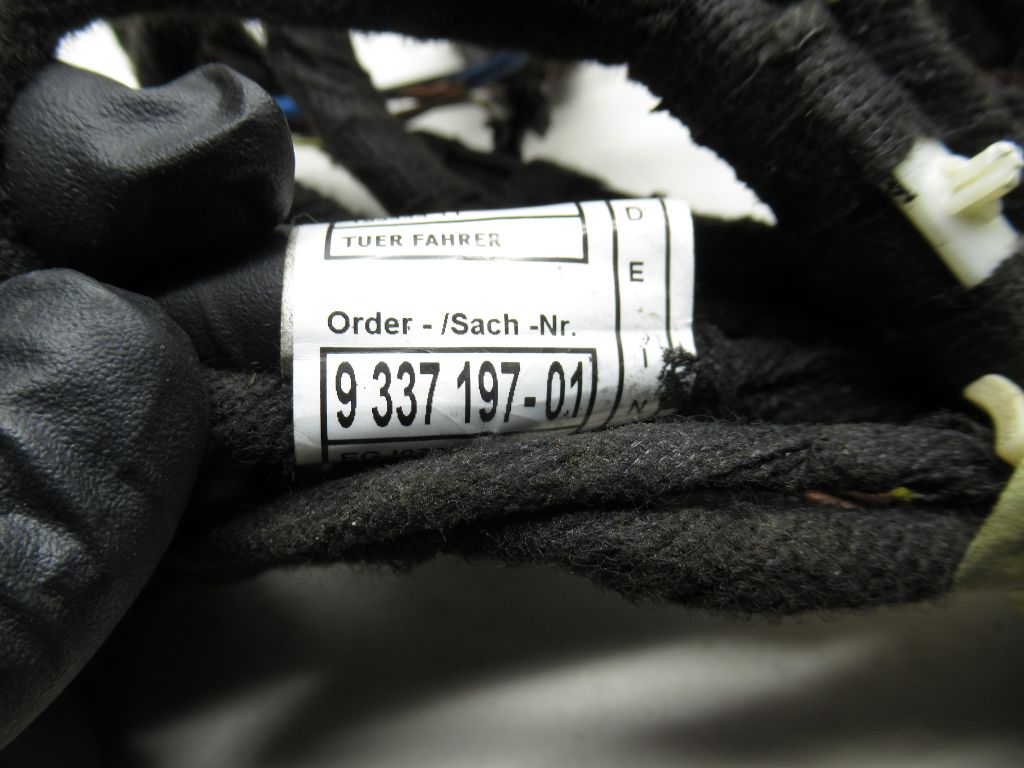 TUER FAHRER
Order - /Sach -Nr.
9 337 197-01
D
E
I
N